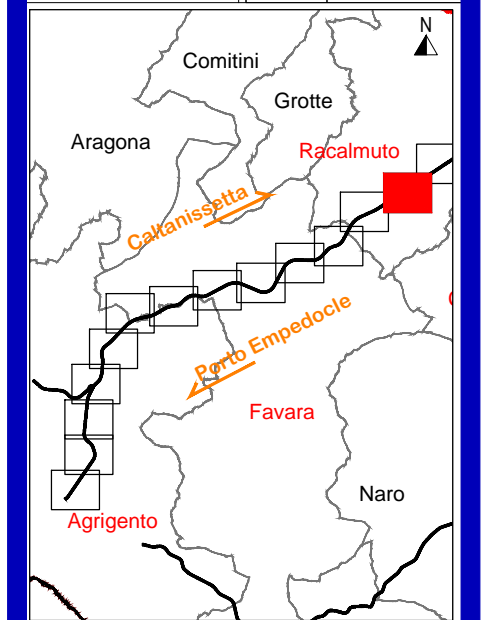 N
Comitini
Grotte
Aragona
Racalmuto
Caltanissetta
Porto Empedocle
Favara
Naro
Agrigento